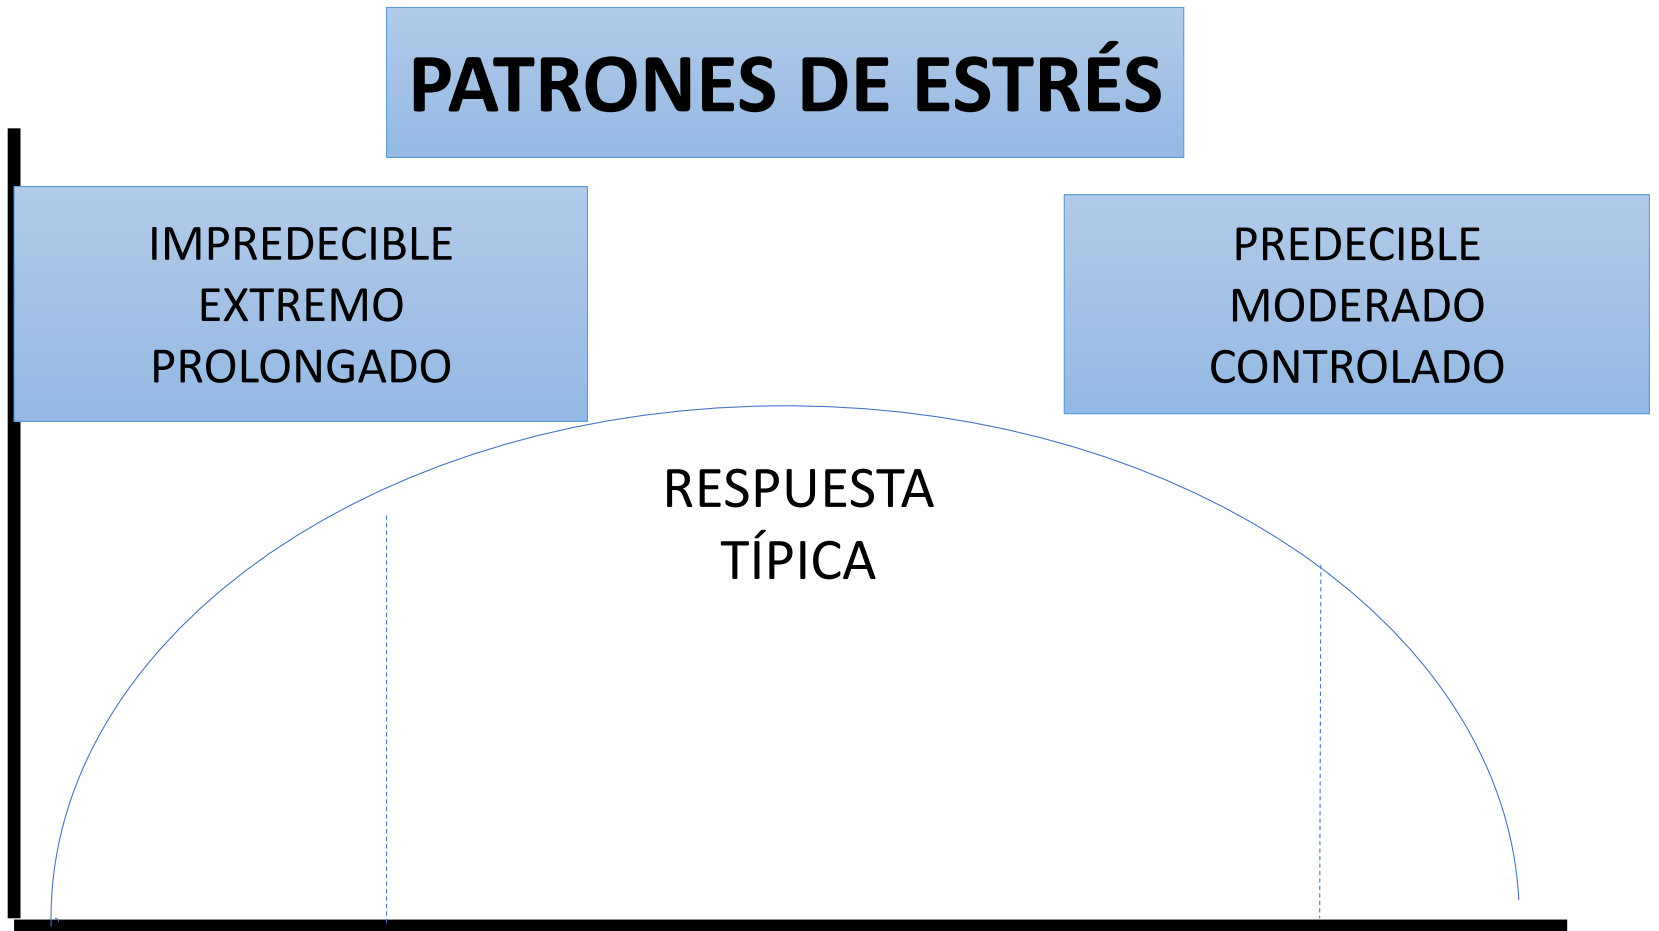 PATRONES DE ESTRÉS
IMPREDECIBLE
EXTREMO
PROLONGADO
PREDECIBLE
MODERADO
CONTROLADO
RESPUESTA
TÍPICA